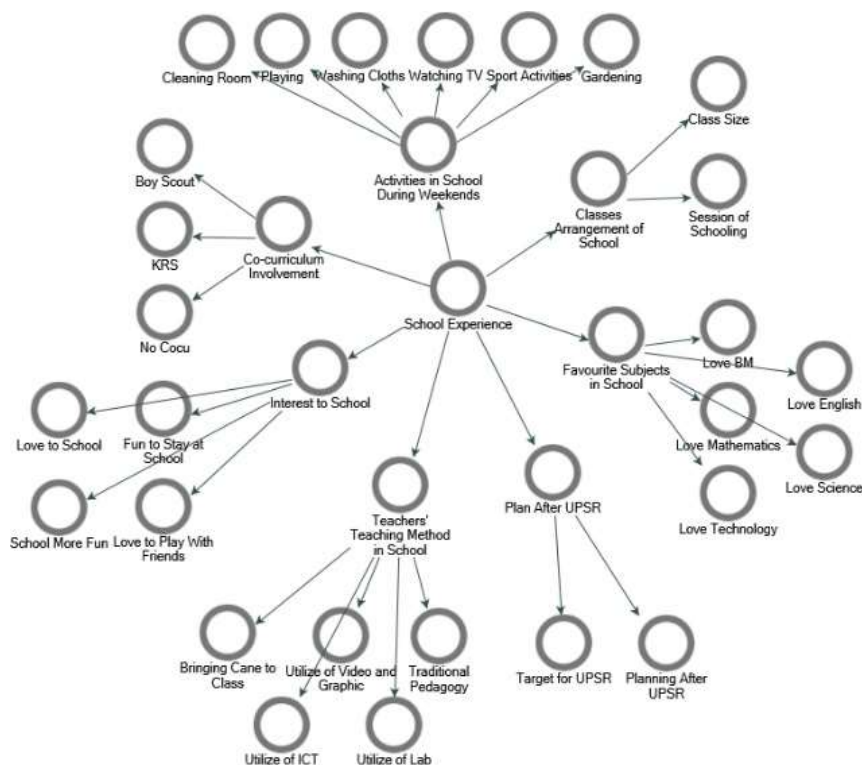 Cleaning Room
Playing
Washing Cloths
Watching TV
Sport Activities
Gardening
Class Size
Activities in School
During Weekends
Boy Scout
Classes
Arrangement of
School
Session of
Schooling
KRS
Co-curriculum
Involvement
School Experience
No Cocu
Favourite Subjects
in School
Love BM
Love English
Interest to School
Love to School
Fun to Stay at
School
Love Mathematics
Love Science
Love Technology
Plan After UPSR
Teachers'
Teaching Method
in School
School More Fun
Love to Play With
Friends
Bringing Cane to
Class
Utilize of Video and
Graphic
Traditional
Pedagogy
Target for UPSR
Planning After
UPSR
Utilize of ICT
Utilize of Lab